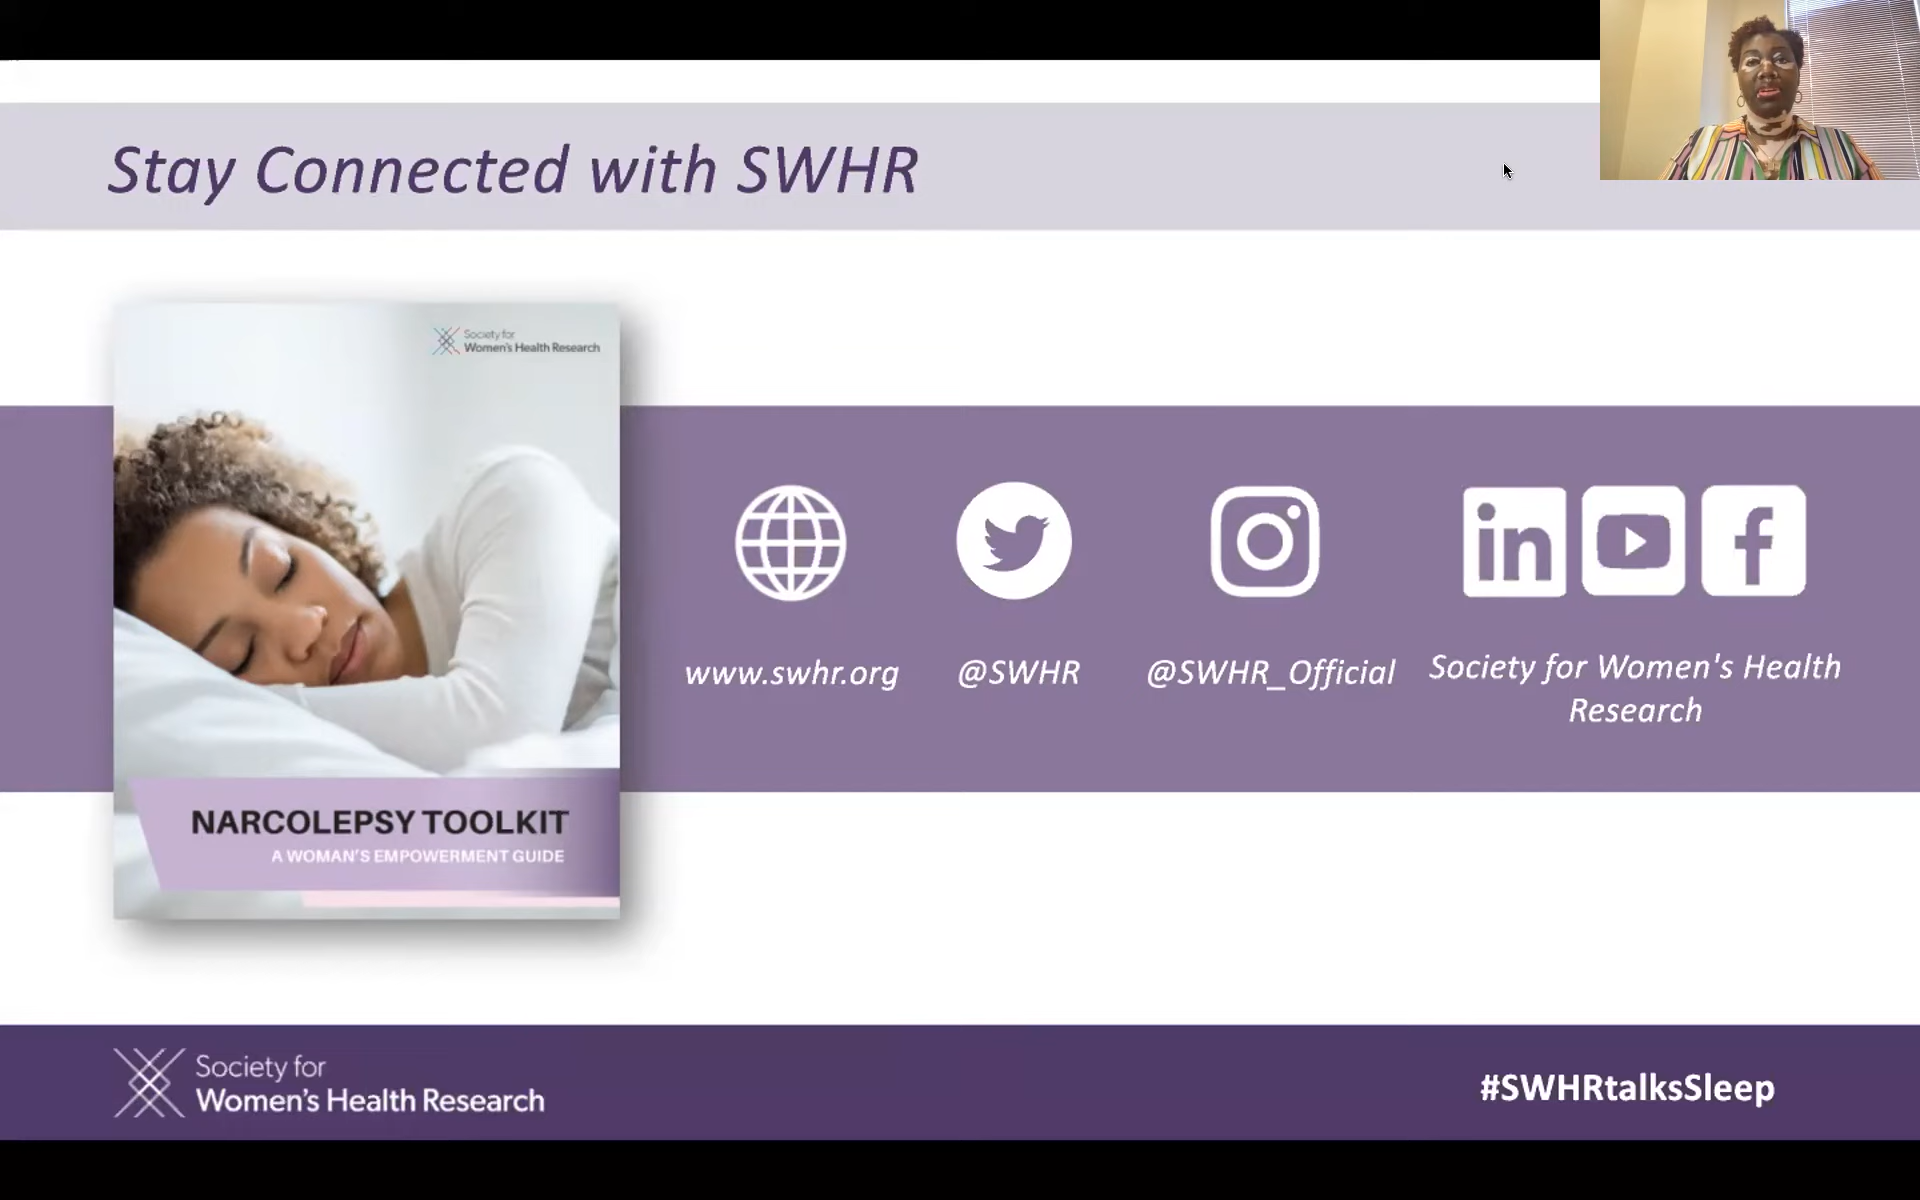 Stay Connected with SWHR
Society for
Women's Health Research
NARCOLEPSY TOOLKIT
A WOMAN'S EMPOWERMENT GUIDE
www.swhr.org
@SWHR
@SWHR_Official
in
f
Society for Women's Health
Research
Society for
Women's Health Research
#SWHRtalksSleep